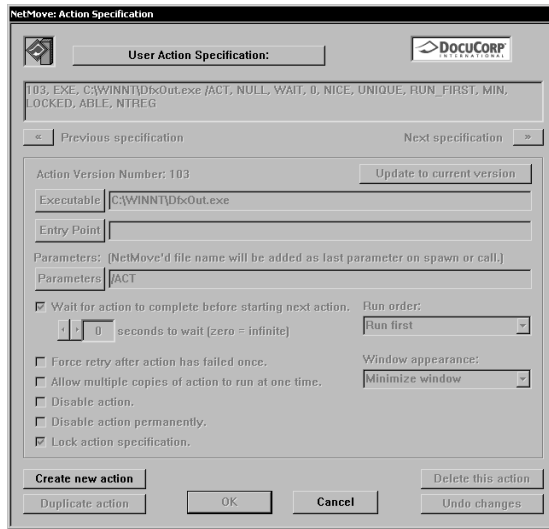 NetMove: Action Specification
User Action Specification:
DOCUCORP
INTERNATIONAL
103, EXE, C:\WINNT\DfxOut.exe /ACT, NULL, WAIT, 0, NICE, UNIQUE, RUN_FIRST, MIN,
LOCKED, ABLE, NTREG
« Previous specification
Next specification »
Action Version Number: 103
Update to current version
Executable C:\WINNT\DfxOut.exe
Entry Point
Parameters: (NetMove'd file name will be added as last parameter on spawn or call.)
Parameters /ACT
Wait for action to complete before starting next action.
Run order:
0 seconds to wait (zero = infinite)
Run first
Force retry after action has failed once.
Window appearance:
Allow multiple copies of action to run at one time.
Minimize window
Disable action.
Disable action permanently.
Lock action specification.
Create new action
Delete this action
Duplicate action
OK
Cancel
Undo changes